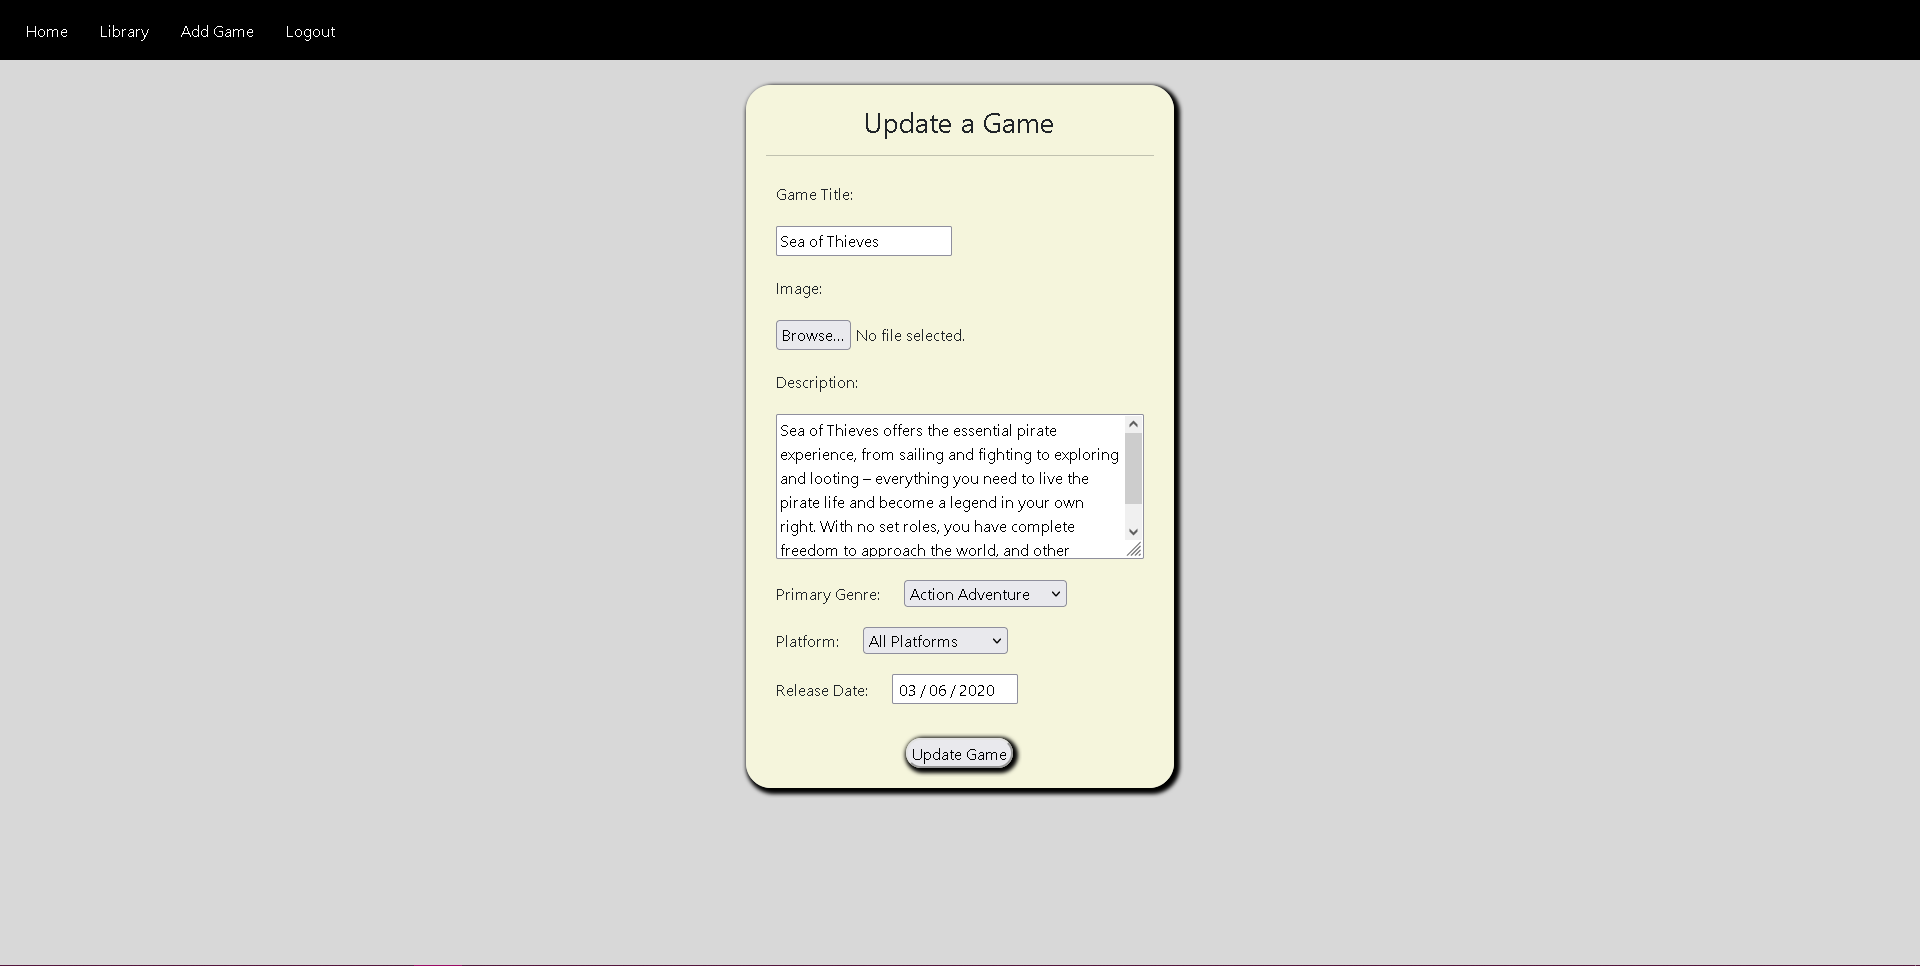 Home Library Add Game Logout
Update a Game
Game Title:
Sea of Thieves
Image:
Browse... No file selected.
Description:
Sea of Thieves offers the essential pirate
experience, from sailing and fighting to exploring
and looting – everything you need to live the
pirate life and become a legend in your own
right. With no set roles, you have complete
freedom to approach the world, and other
Primary Genre: Action Adventure
Platform: All Platforms
Release Date: 03 / 06 / 2020
Update Game